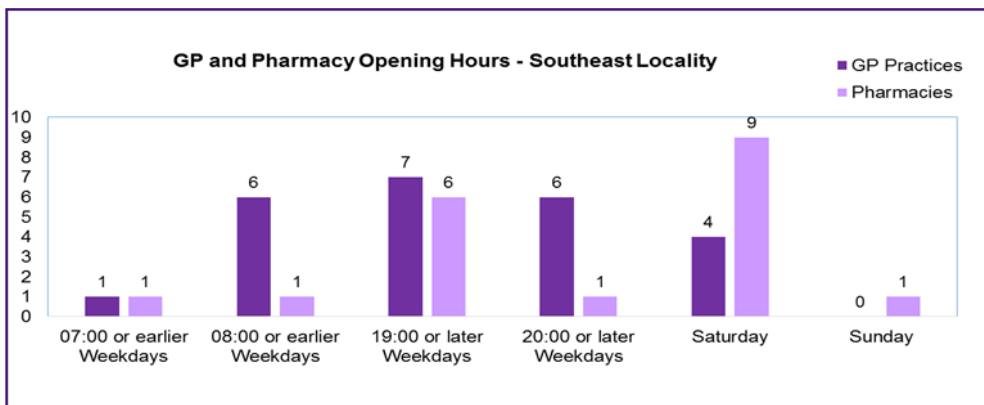 GP and Pharmacy Opening Hours - Southeast Locality
GP Practices
Pharmacies
10
9
8
7
6
5
4
3
2
1
0
1 1
6 1
7 6
6 1
4 9
0 1
07:00 or earlier Weekdays
08:00 or earlier Weekdays
19:00 or later Weekdays
20:00 or later Weekdays
Saturday
Sunday